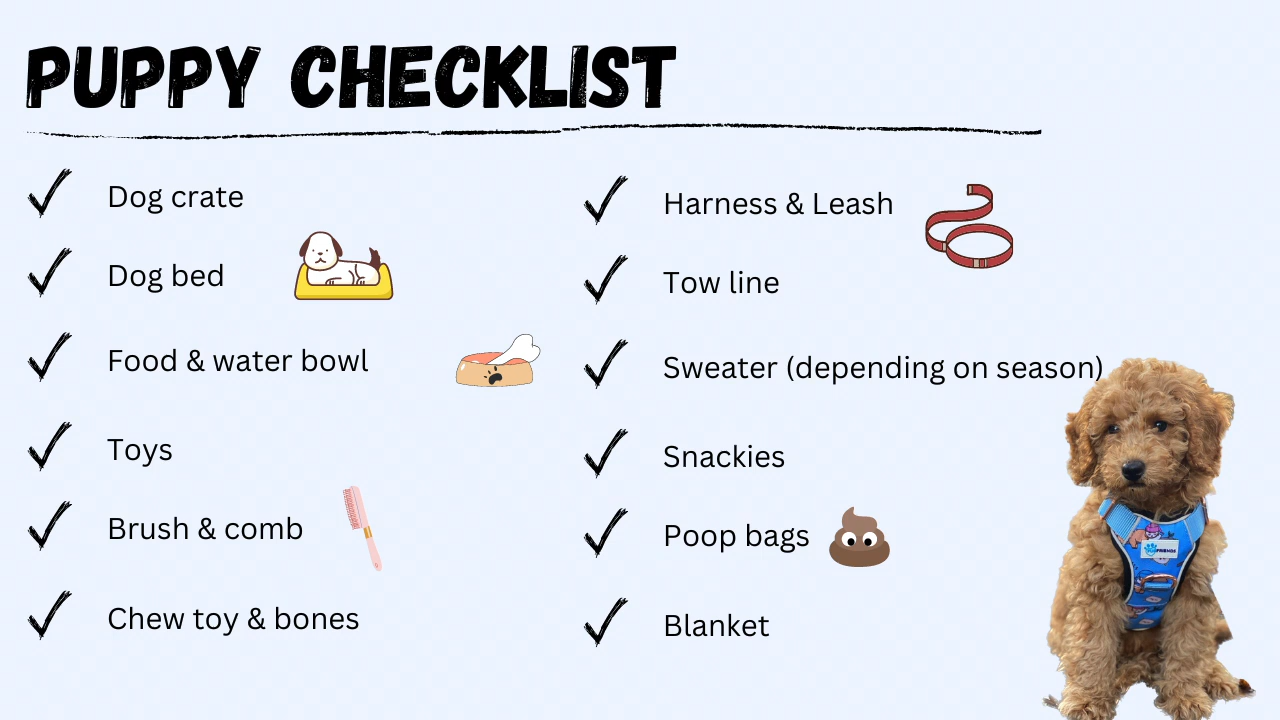 PUPPY CHECKLIST
Dog crate
Dog bed
Food & water bowl
Toys
Brush & comb
Chew toy & bones
Harness & Leash
Tow line
Sweater (depending on season)
Snackies
Poop bags
Blanket